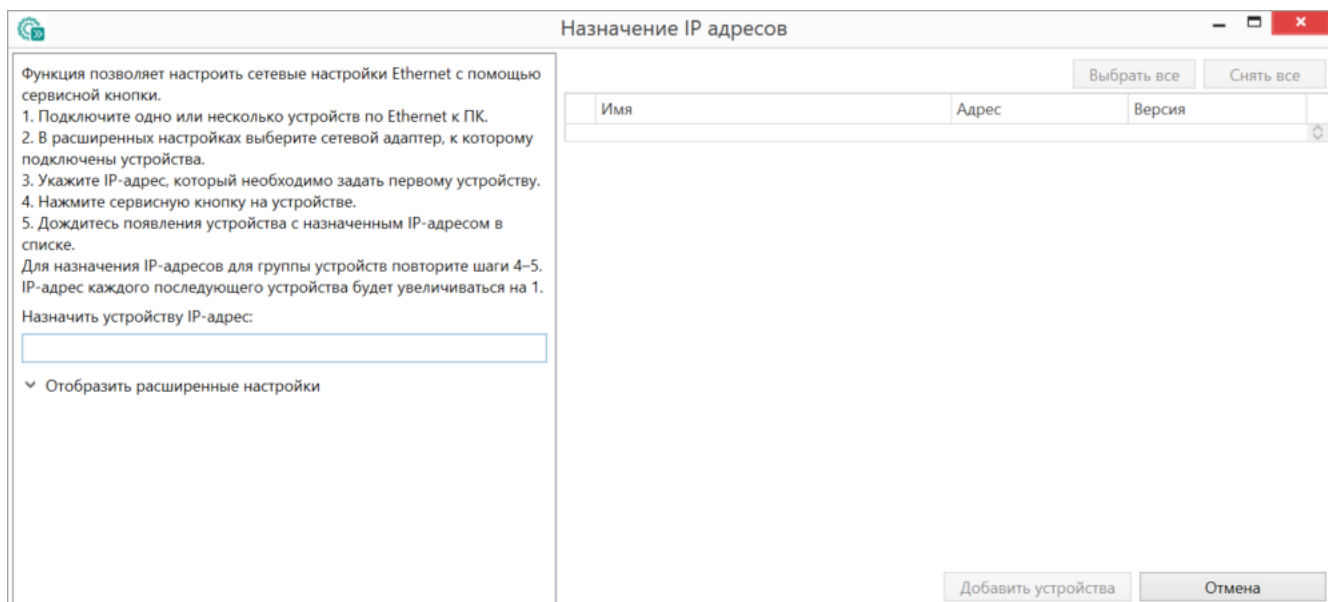 Назначение IP адресов
Функция позволяет настроить сетевые настройки Ethernet с помощью
сервисной кнопки.
1. Подключите одно или несколько устройств по Ethernet к ПК.
2. В расширенных настройках выберите сетевой адаптер, к которому
подключены устройства.
3. Укажите IP-адрес, который необходимо задать первому устройству.
4. Нажмите сервисную кнопку на устройстве.
5. Дождитесь появления устройства с назначенным IP-адресом в
списке.
Для назначения IP-адресов для группы устройств повторите шаги 4–5.
IP-адрес каждого последующего устройства будет увеличиваться на 1.
Назначить устройству IP-адрес:
Отобразить расширенные настройки
Выбрать все Снять все
Имя Адрес Версия
Добавить устройства Отмена